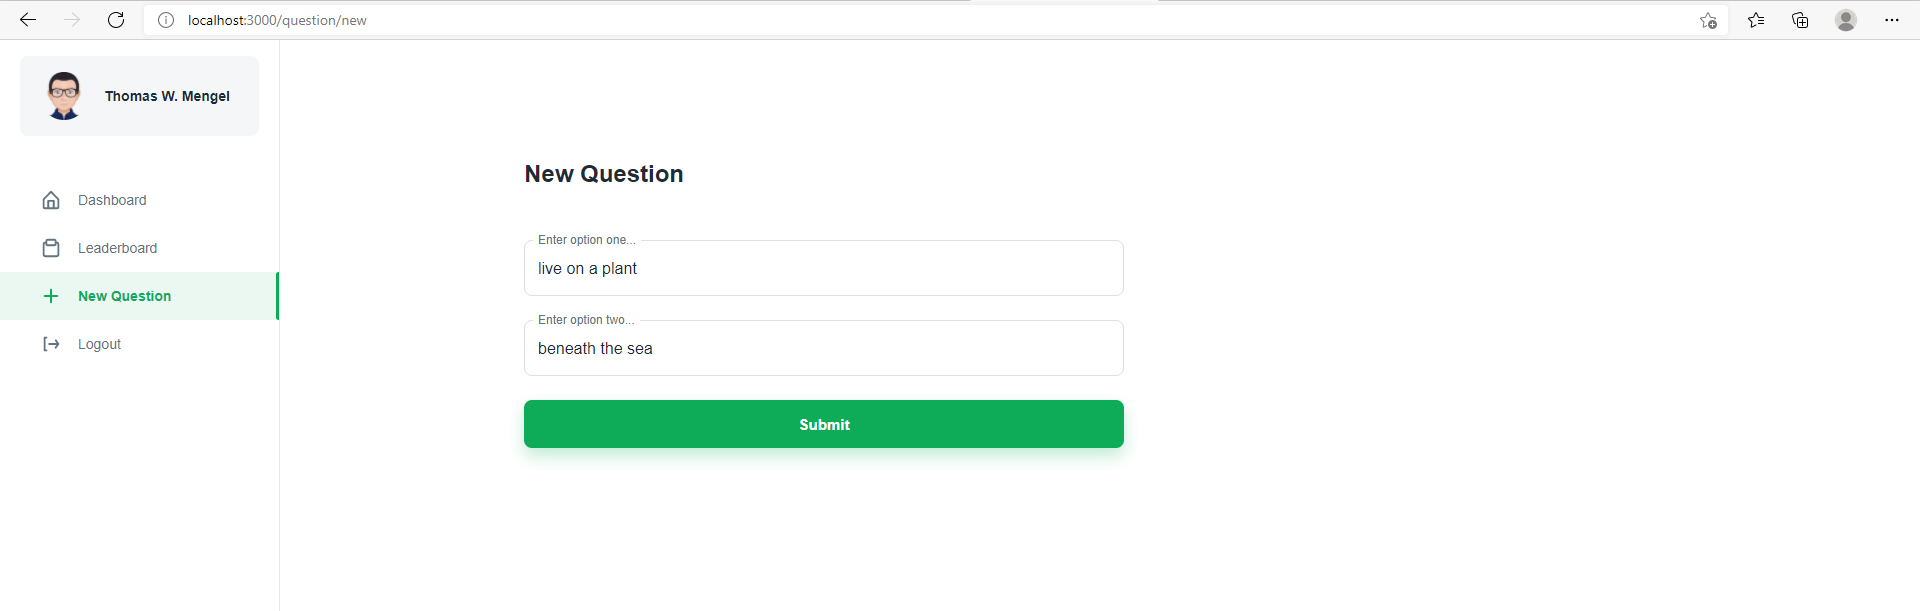 localhost:3000/question/new
Thomas W. Mengel
Dashboard
Leaderboard
New Question
Logout
New Question
Enter option one...
live on a plant
Enter option two...
beneath the sea
Submit